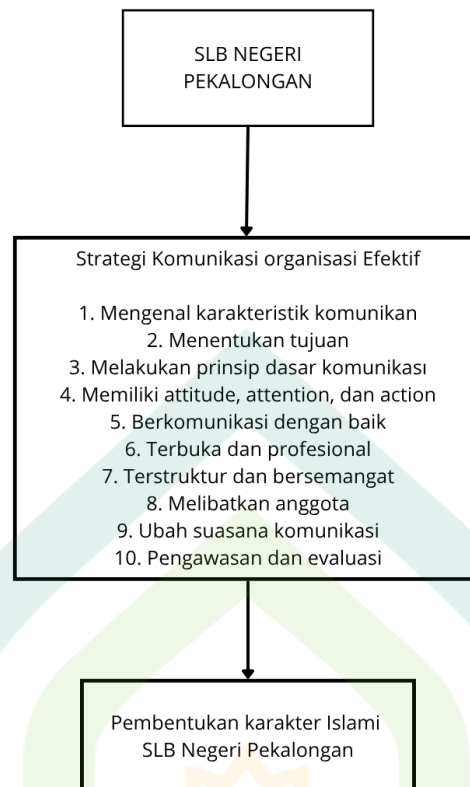 SLB NEGERI
PEKALONGAN
Strategi Komunikasi organisasi Efektif
1. Mengenal karakteristik komunikan
2. Menentukan tujuan
3. Melakukan prinsip dasar komunikası
4. Memiliki attitude, attention, dan action
5. Berkomunikasi dengan baik
6. Terbuka dan profesional
7. Terstruktur dan bersemangat
8. Melibatkan anggota
9. Ubah suasana komunikasi
10. Pengawasan dan evaluasi
Pembentukan karakter Islami
SLB Negeri Pekalongan